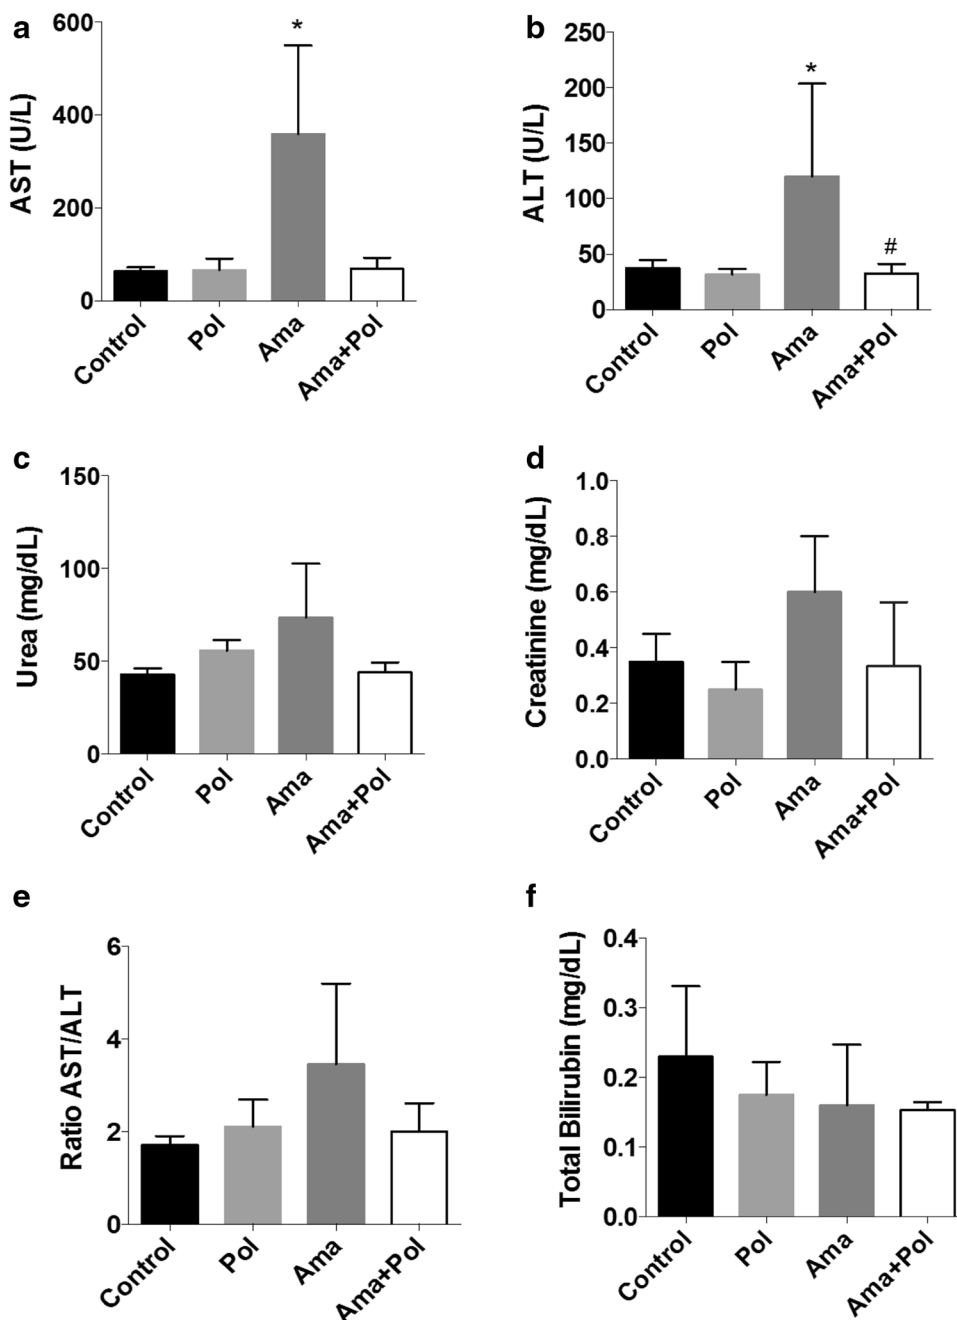 a
AST (U/L)
600
400
200
0
*
Control
Pol
Ama
Ama+Pol
b
ALT (U/L)
250
200
150
100
50
0
*
#
Control
Pol
Ama
Ama+Pol
c
Urea (mg/dL)
150
100
50
0
Control
Pol
Ama
Ama+Pol
d
Creatinine (mg/dL)
1.0
0.8
0.6
0.4
0.2
0.0
Control
Pol
Ama
Ama+Pol
e
Ratio AST/ALT
6
4
2
0
Control
Pol
Ama
Ama+Pol
f
Total Bilirubin (mg/dL)
0.4
0.3
0.2
0.1
0.0
Control
Pol
Ama
Ama+Pol